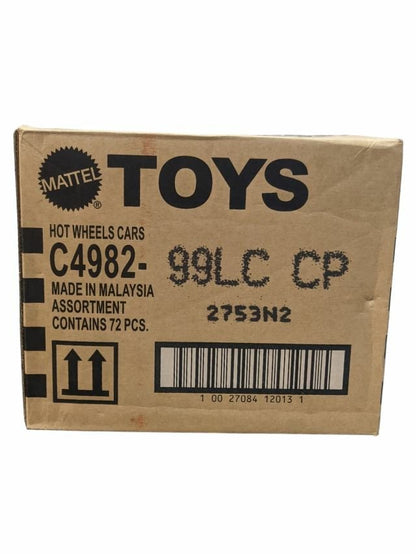 MATTEL ® TOYS
HOT WHEELS CARS
C4982- 99LC CP
MADE IN MALAYSIA
ASSORTMENT 2753N2
CONTAINS 72 PCS.
1 00 27084 12013 1